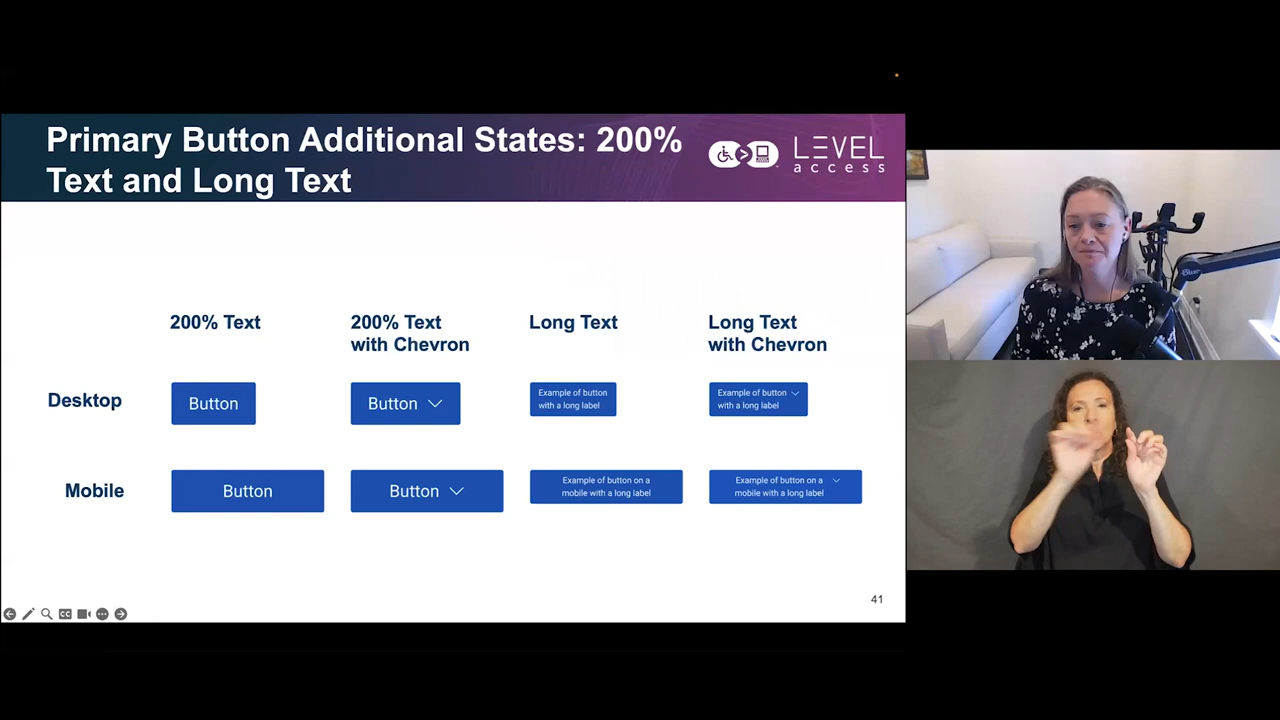 Primary Button Additional States: 200%
Text and Long Text
LEVEL
access
200% Text
200% Text
with Chevron
Long Text
Long Text
with Chevron
Desktop
Button
Button
Example of button
with a long label
Example of button
with a long label
Mobile
Button
Button
Example of button on a
mobile with a long label
Example of button on a
mobile with a long label
41
CC